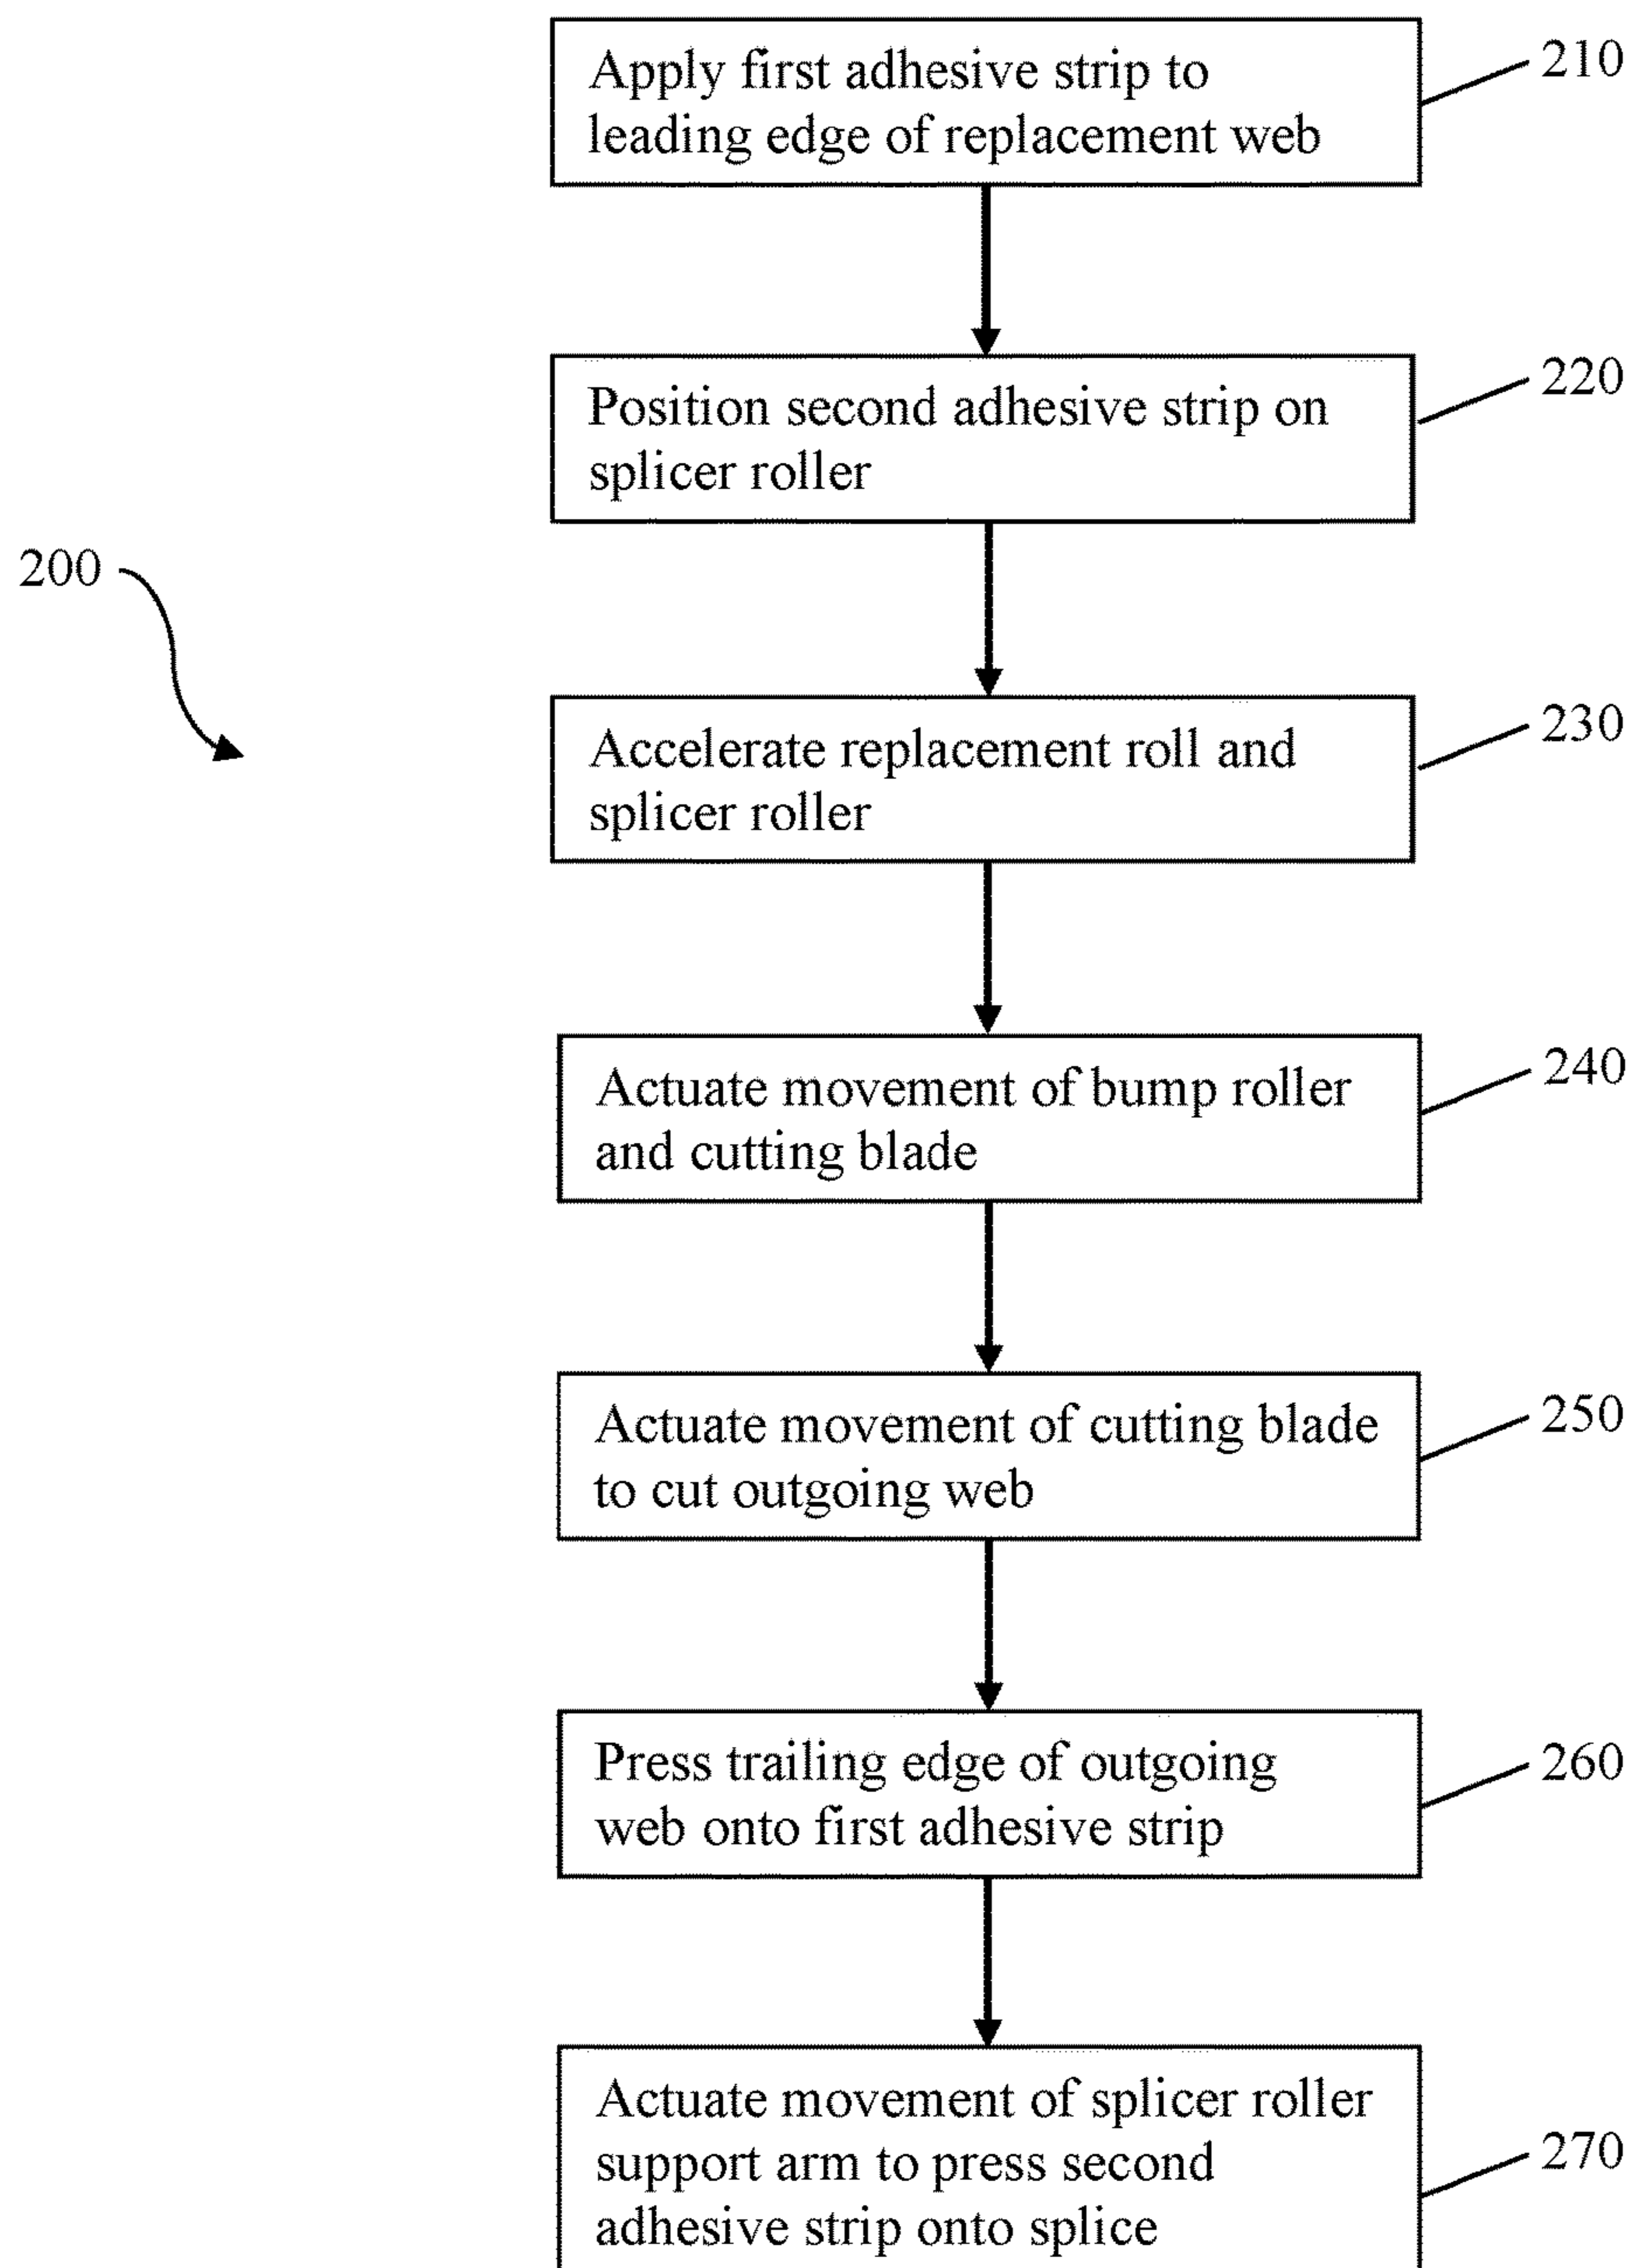 Apply first adhesive strip to
leading edge of replacement web
210
Position second adhesive strip on
splicer roller
220
200
Accelerate replacement roll and
splicer roller
230
Actuate movement of bump roller
and cutting blade
240
Actuate movement of cutting blade
to cut outgoing web
250
Press trailing edge of outgoing
web onto first adhesive strip
260
Actuate movement of splicer roller
support arm to press second
adhesive strip onto splice
270